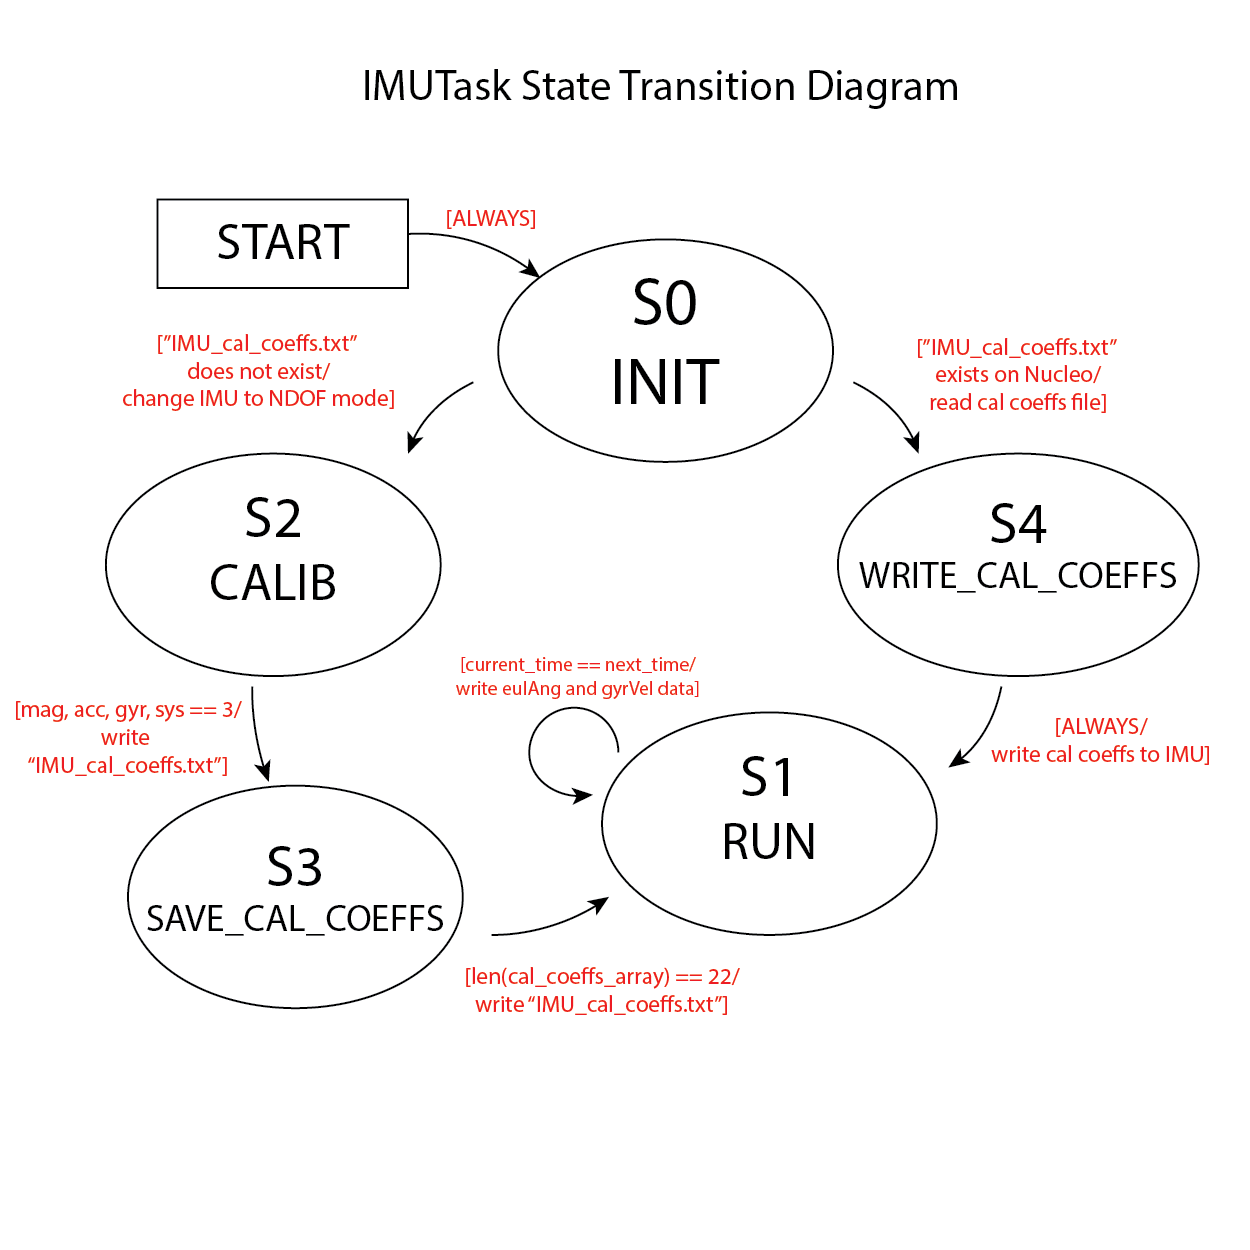 IMUTask State Transition Diagram
START
[ALWAYS]
S0
INIT
["IMU_cal_coeffs.txt”
does not exist/
change IMU to NDOF mode]
["IMU_cal_coeffs.txt”
exists on Nucleo/
read cal coeffs file]
S2
CALIB
S4
WRITE_CAL_COEFFS
[current_time == next_time/
write eulAng and gyrVel data]
[mag, acc, gyr, sys == 3/
write
“IMU_cal_coeffs.txt”]
[ALWAYS/
write cal coeffs to IMU]
S1
RUN
S3
SAVE_CAL_COEFFS
[len(cal_coeffs_array) == 22/
write “IMU_cal_coeffs.txt”]